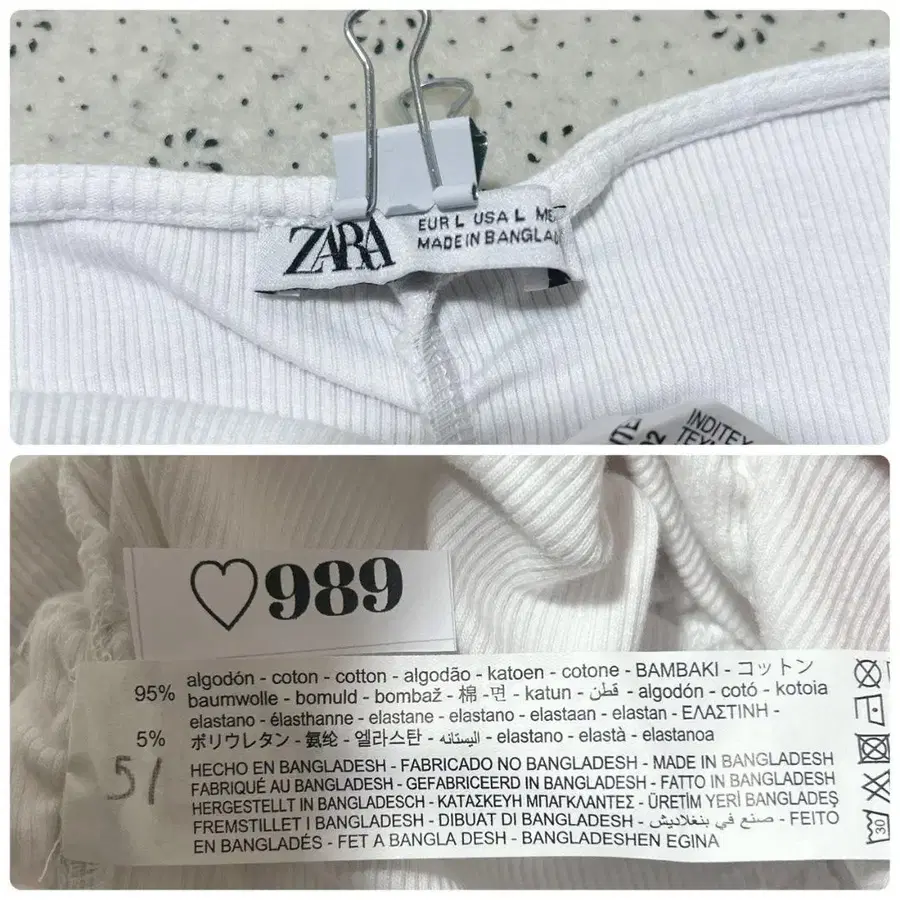 ZARA
EUR L USA L ME
MADE IN BANGLAD
INDITEX
♡989
95% algodón - coton - cotton - algodão - katoen - cotone - BAMBAKI - コットン
baumwolle - bomuld - bombaž - 棉 - 면 - katun - قطن - algodón - cotó - kotoia
elastano - élasthanne - elastane - elastano - elastaan - elastan - ΕΛΑΣΤΙΝΗ -
5% ポリウレタン - 氨纶 - 엘라스탄 - اليستانه - elastano - elastà - elastanoa
51
HECHO EN BANGLADESH - FABRICADO NO BANGLADESH - MADE IN BANGLADESH
FABRIQUÉ AU BANGLADESH - GEFABRICEERD IN BANGLADESH - FATTO IN BANGLADESH
HERGESTELLT IN BANGLADESCH - ΚΑΤΑΣΚΕΥΗ ΜΠΑΓΚΛΑΝΤΕΣ - ÜRETİM YERİ BANGLADEŞ
FREMSTILLET I BANGLADESH - DIBUAT DI BANGLADESH - صنع في بنغلاديش - FEITO
EN BANGLADÉS - FET A BANGLA DESH - BANGLADESHEN EGINA
30